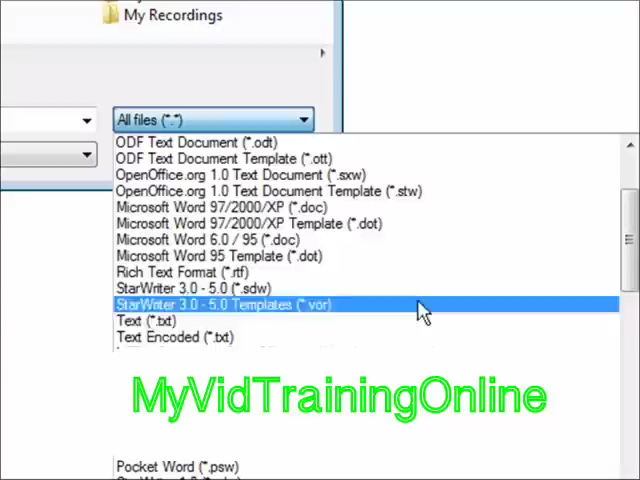 My Recordings
All files (*.*)
ODF Text Document (*.odt)
ODF Text Document Template (*.ott)
OpenOffice.org 1.0 Text Document (*.sxw)
OpenOffice.org 1.0 Text Document Template (*.stw)
Microsoft Word 97/2000/XP (*.doc)
Microsoft Word 97/2000/XP Template (*.dot)
Microsoft Word 6.0 / 95 (*.doc)
Microsoft Word 95 Template (*.dot)
Rich Text Format (*.rtf)
StarWriter 3.0 - 5.0 (*.sdw)
StarWriter 3.0 - 5.0 Templates (*.vor)
Text (*.txt)
Text Encoded (*.txt)
MyVidTrainingOnline
Pocket Word (*.psw)